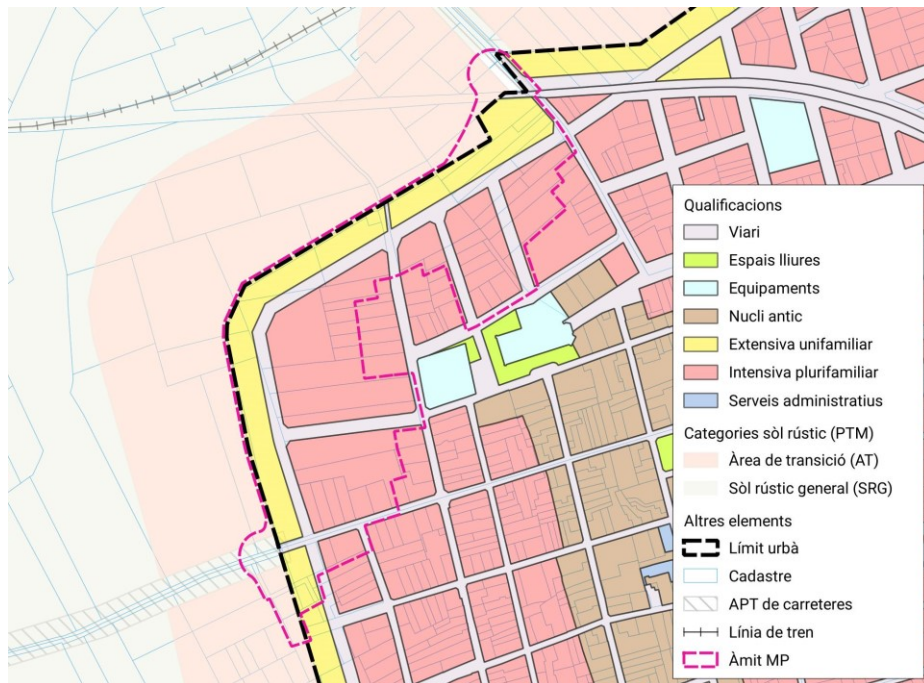 Qualificacions
Viari
Espais lliures
Equipaments
Nucli antic
Extensiva unifamiliar
Intensiva plurifamiliar
Serveis administratius
Categories sòl rústic (PTM)
Àrea de transició (AT)
Sòl rústic general (SRG)
Altres elements
Límit urbà
Cadastre
APT de carreteres
Línia de tren
Àmit MP